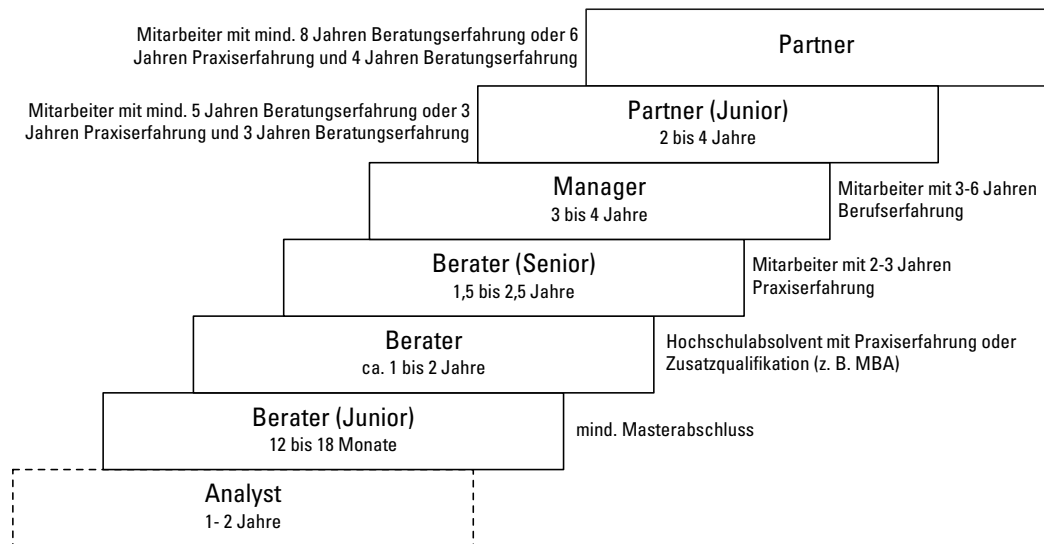 Mitarbeiter mit mind. 8 Jahren Beratungserfahrung oder 6
Jahren Praxiserfahrung und 4 Jahren Beratungserfahrung
Partner
Mitarbeiter mit mind. 5 Jahren Beratungserfahrung oder 3
Jahren Praxiserfahrung und 3 Jahren Beratungserfahrung
Partner (Junior)
2 bis 4 Jahre
Manager
3 bis 4 Jahre
Mitarbeiter mit 3-6 Jahren
Berufserfahrung
Berater (Senior)
1,5 bis 2,5 Jahre
Mitarbeiter mit 2-3 Jahren
Praxiserfahrung
Berater
ca. 1 bis 2 Jahre
Hochschulabsolvent mit Praxiserfahrung oder
Zusatzqualifikation (z. B. MBA)
Berater (Junior)
12 bis 18 Monate
mind. Masterabschluss
Analyst
1- 2 Jahre